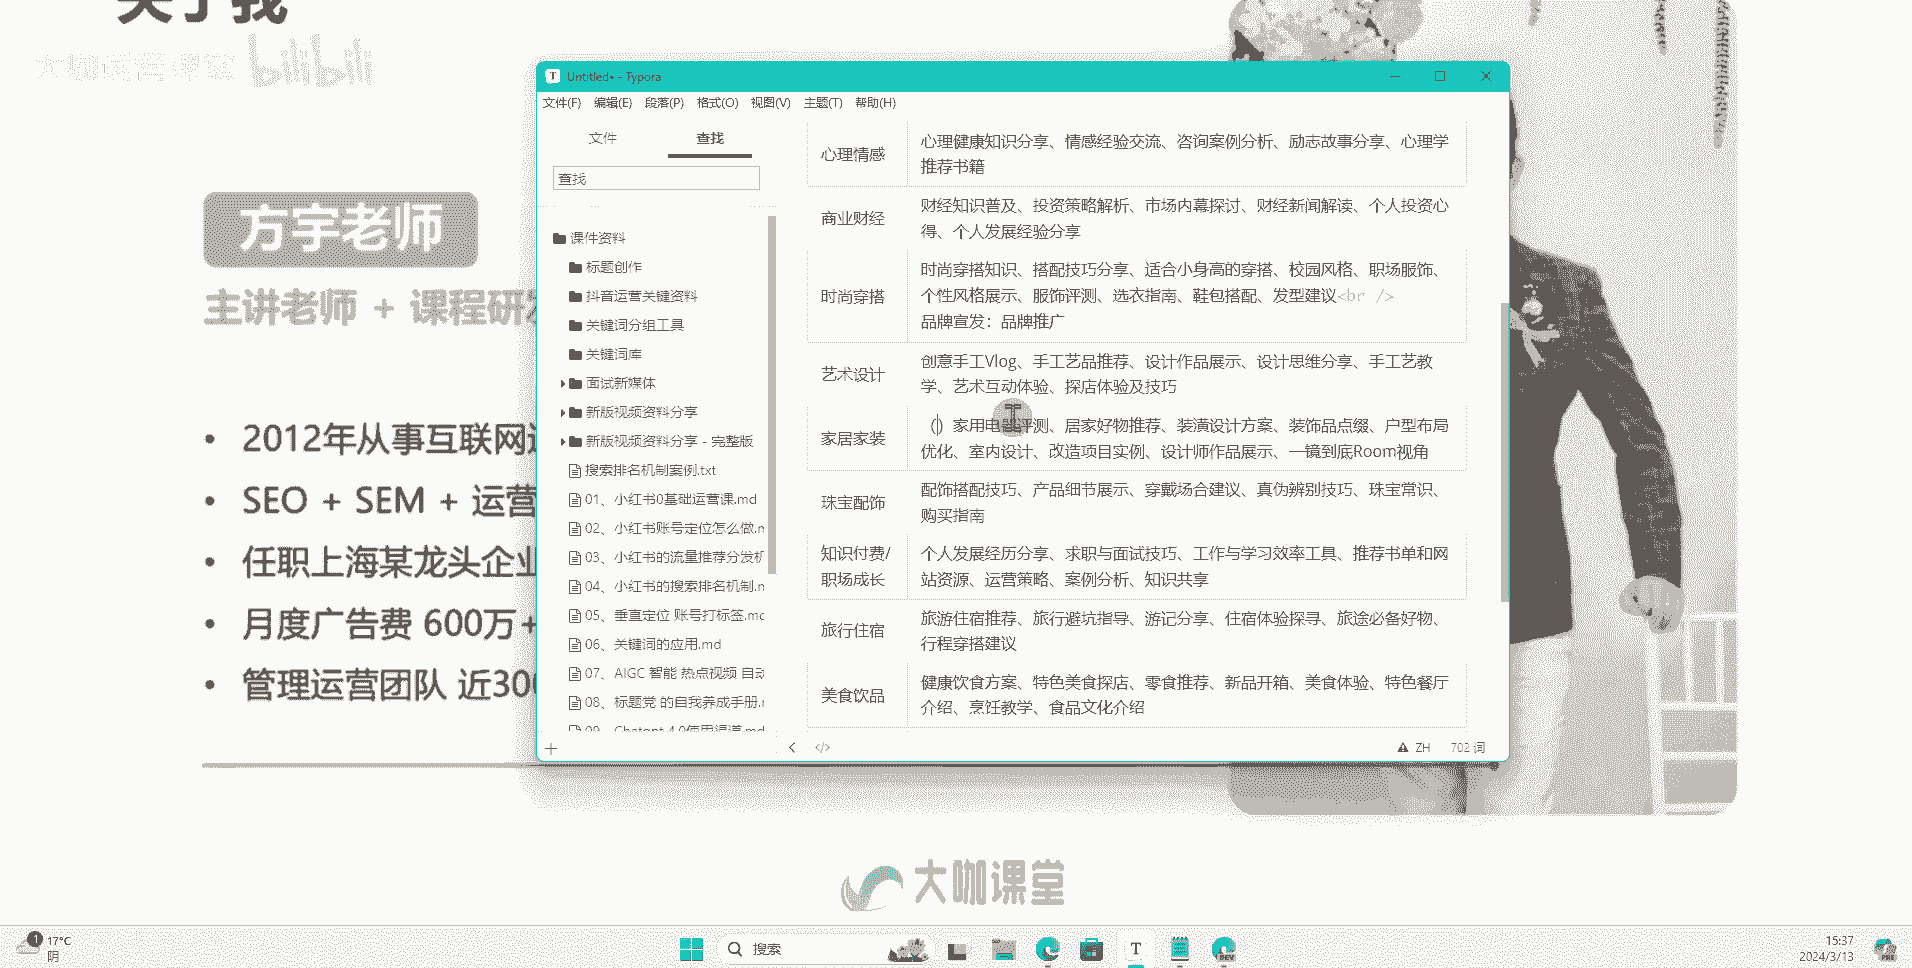 关于我
大咖运营课堂 bilibili
方宇老师
主讲老师 + 课程研发
• 2012年从事互联网运
• SEO + SEM + 运营
• 任职上海某龙头企业
• 月度广告费 600万+
• 管理运营团队 近300
Untitled• - Typora
文件(F) 编辑(E) 段落(P) 格式(O) 视图(V) 主题(T) 帮助(H)
文件 查找
查找
课件资料
标题创作
抖音运营关键资料
关键词分组工具
关键词库
面试新媒体
新版视频资料分享
新版视频资料分享 - 完整版
搜索排名机制案例.txt
01、小红书0基础运营课.md
02、小红书账号定位怎么做.m
03、小红书的流量推荐分发机
04、小红书的搜索排名机制.m
05、垂直定位 账号打标签.md
06、关键词的应用.md
07、AIGC 智能 热点视频 自动
08、标题党 的自我养成手册.m
09、Chatgpt 4.0使用渠道.md
心理情感
心理健康知识分享、情感经验交流、咨询案例分析、励志故事分享、心理学
推荐书籍
商业财经
财经知识普及、投资策略解析、市场内幕探讨、财经新闻解读、个人投资心
得、个人发展经验分享
时尚穿搭
时尚穿搭知识、搭配技巧分享、适合小身高的穿搭、校园风格、职场服饰、
个性风格展示、服饰评测、选衣指南、鞋包搭配、发型建议<br />
品牌宣发：品牌推广
艺术设计
创意手工Vlog、手工艺品推荐、设计作品展示、设计思维分享、手工艺教
学、艺术互动体验、探店体验及技巧
家居家装
（）家用电器评测、居家好物推荐、装潢设计方案、装饰品点缀、户型布局
优化、室内设计、改造项目实例、设计师作品展示、一镜到底Room视角
珠宝配饰
配饰搭配技巧、产品细节展示、穿戴场合建议、真伪辨别技巧、珠宝常识、
购买指南
知识付费/
职场成长
个人发展经历分享、求职与面试技巧、工作与学习效率工具、推荐书单和网
站资源、运营策略、案例分析、知识共享
旅行住宿
旅游住宿推荐、旅行避坑指导、游记分享、住宿体验探寻、旅途必备好物、
行程穿搭建议
美食饮品
健康饮食方案、特色美食探店、零食推荐、新品开箱、美食体验、特色餐厅
介绍、烹饪教学、食品文化介绍
ZH 702 词
大咖课堂
1 17°C
阴
搜索
T
DEV
15:37
2024/3/13
PRE